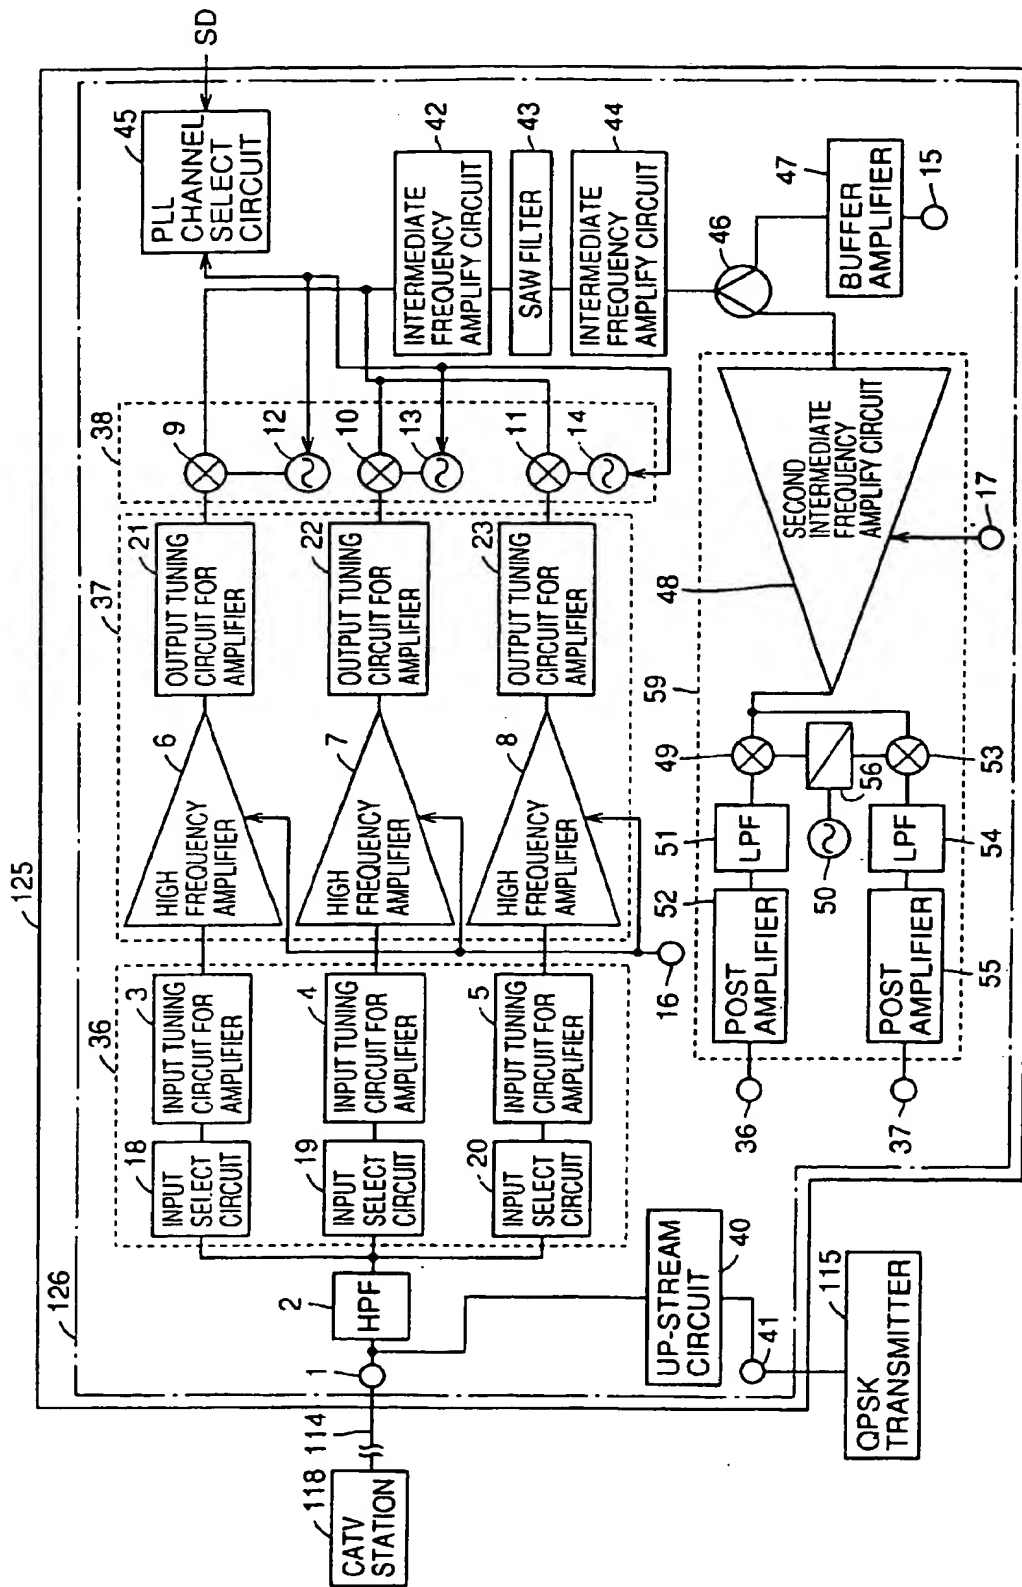 125
126
118
CATV
STATION
114
1
2
HPF
36
18
INPUT
SELECT
CIRCUIT
3
INPUT TUNING
CIRCUIT FOR
AMPLIFIER
19
INPUT
SELECT
CIRCUIT
4
INPUT TUNING
CIRCUIT FOR
AMPLIFIER
20
INPUT
SELECT
CIRCUIT
5
INPUT TUNING
CIRCUIT FOR
AMPLIFIER
37
6
HIGH
FREQUENCY
AMPLIFIER
21
OUTPUT TUNING
CIRCUIT FOR
AMPLIFIER
7
HIGH
FREQUENCY
AMPLIFIER
22
OUTPUT TUNING
CIRCUIT FOR
AMPLIFIER
8
HIGH
FREQUENCY
AMPLIFIER
23
OUTPUT TUNING
CIRCUIT FOR
AMPLIFIER
16
38
9
12
10
13
11
14
45
PLL
CHANNEL
SELECT
CIRCUIT
SD
42
INTERMEDIATE
FREQUENCY
AMPLIFY CIRCUIT
43
SAW FILTER
44
INTERMEDIATE
FREQUENCY
AMPLIFY CIRCUIT
46
47
BUFFER
AMPLIFIER
15
59
48
SECOND
INTERMEDIATE
FREQUENCY
AMPLIFY CIRCUIT
17
49
56
53
50
51
LPF
LPF
54
52
POST
AMPLIFIER
POST
AMPLIFIER
55
36
37
UP-STREAM
CIRCUIT
40
41
115
QPSK
TRANSMITTER